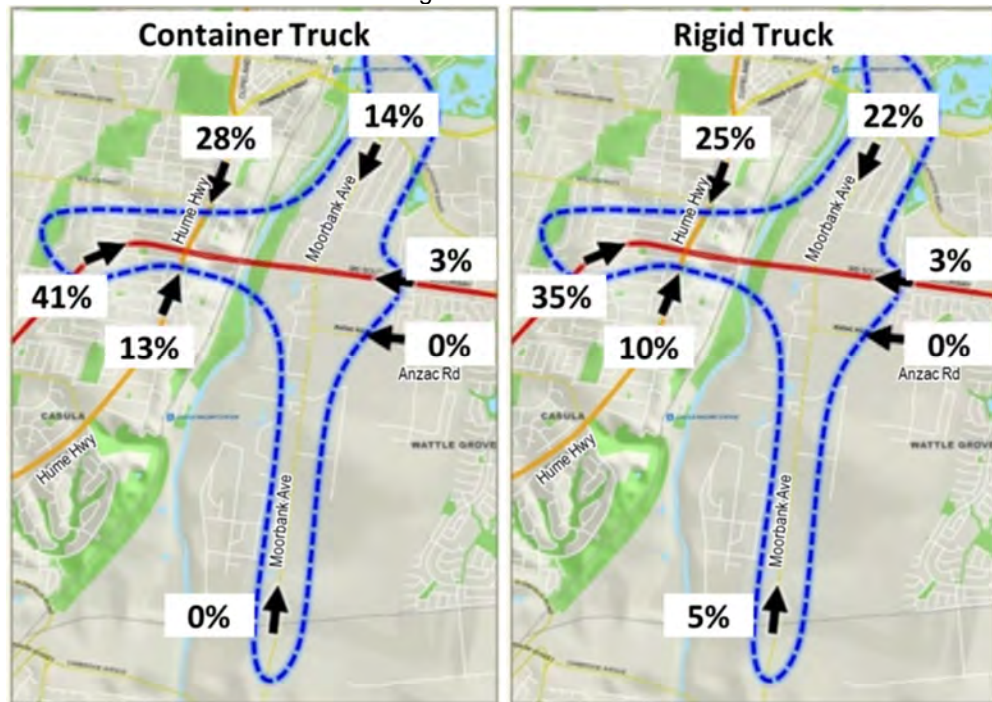 Container Truck
28%
14%
Hume Hwy
Moorbank Ave
3%
41%
13%
0%
Anzac Rd
CASULA
WATTLE GROVE
Hume Hwy
Moorbank Ave
0%
Rigid Truck
25%
22%
Hume Hwy
Moorbank Ave
3%
35%
10%
0%
Anzac Rd
CASULA
WATTLE GROVE
Hume Hwy
Moorbank Ave
5%